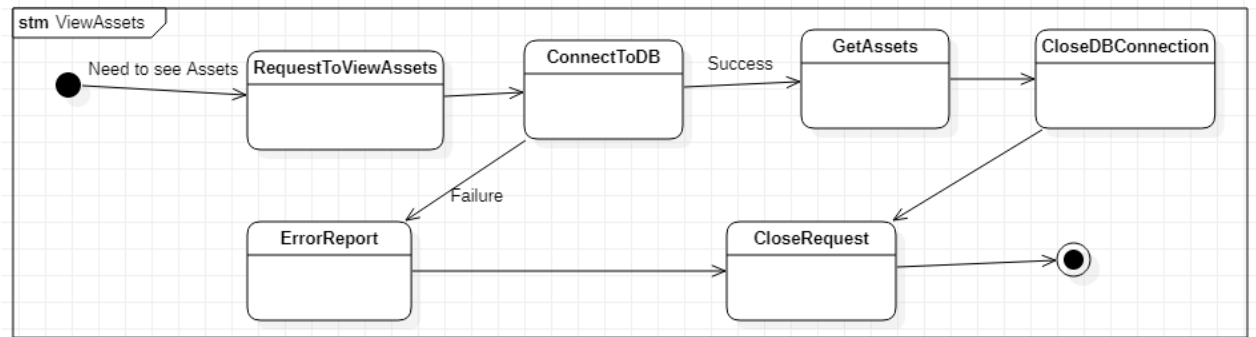 stm ViewAssets
Need to see Assets
RequestToViewAssets
ConnectToDB
Success
GetAssets
CloseDBConnection
Failure
ErrorReport
CloseRequest